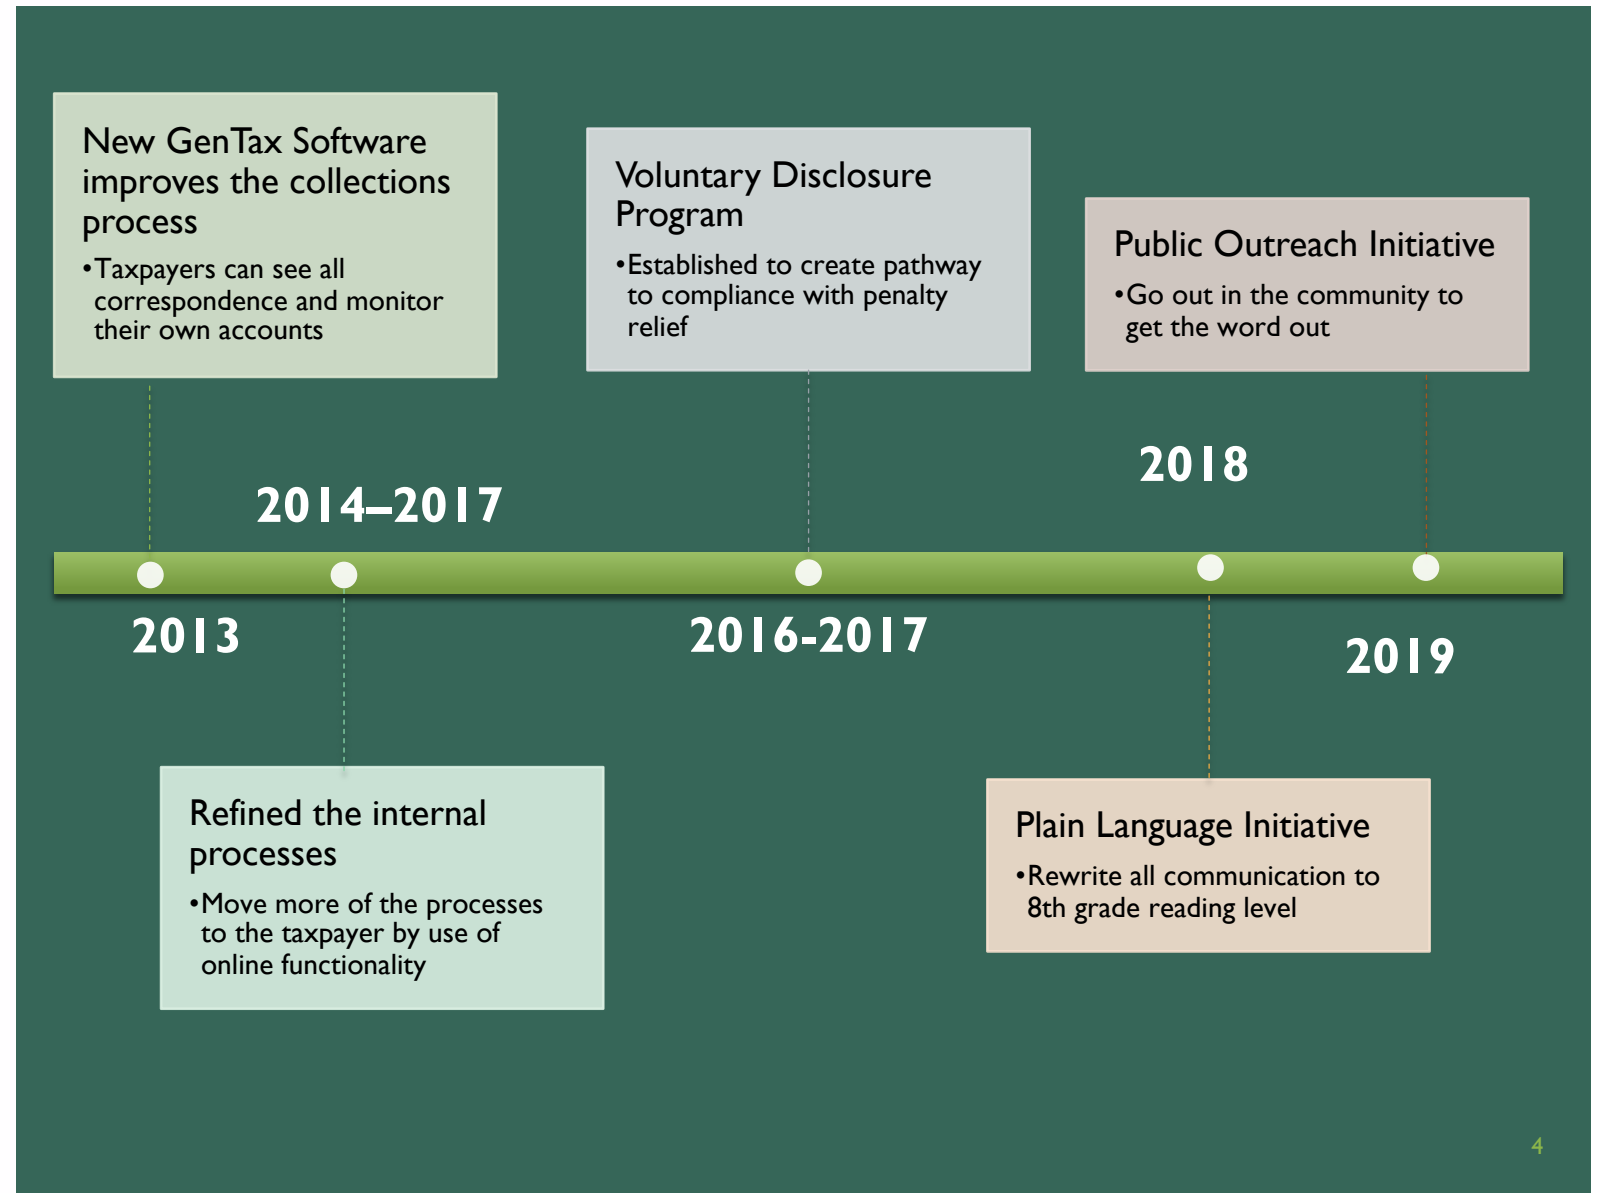 New GenTax Software
improves the collections
process
•Taxpayers can see all
correspondence and monitor
their own accounts
Voluntary Disclosure
Program
•Established to create pathway
to compliance with penalty
relief
Public Outreach Initiative
•Go out in the community to
get the word out
2014–2017
2018
2013
2016-2017
2019
Refined the internal
processes
•Move more of the processes
to the taxpayer by use of
online functionality
Plain Language Initiative
•Rewrite all communication to
8th grade reading level
4